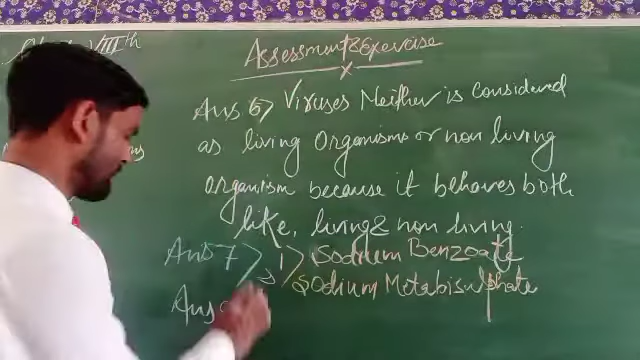 VIIIth
Assessment & Exercise
Ans 6> Viruses Neither is considered
as living Organisms or non living
organism because it behaves both
like, living & non living.
Ans 7> 1> Sodium Benzoate
2> Sodium Metabisulphate
Ans